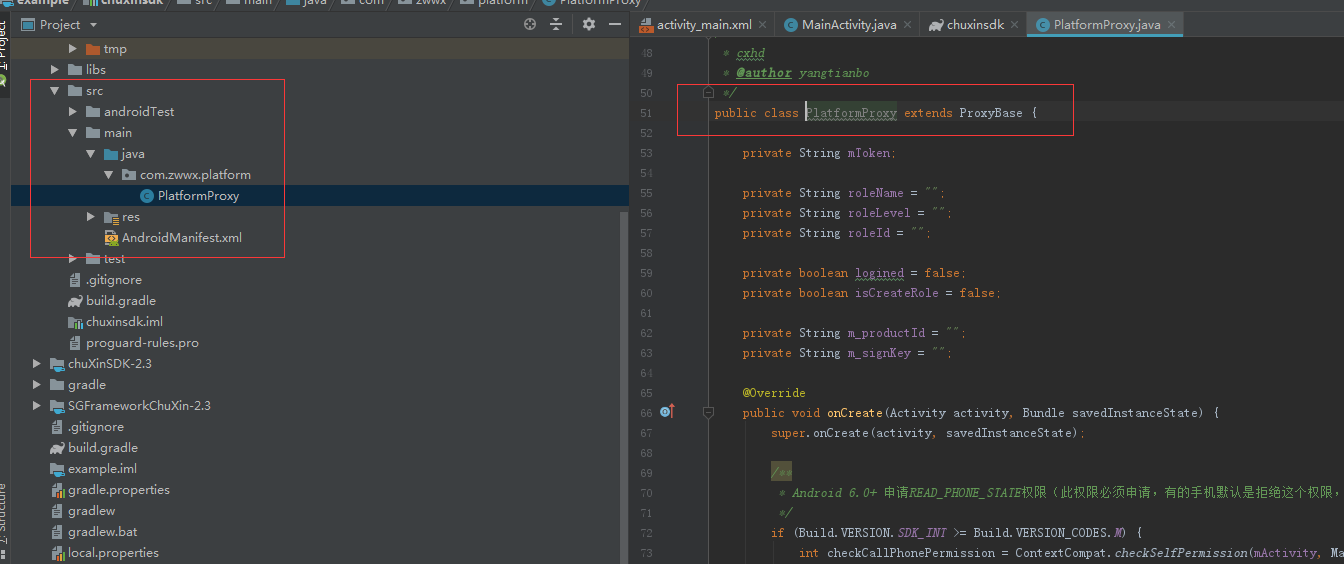 example
chuxinsdk
src
main
java
com
zwwx
platform
PlatformProxy
Project
activity_main.xml
MainActivity.java
chuxinsdk
PlatformProxy.java
1: Project
tmp
libs
src
androidTest
main
java
com.zwwx.platform
PlatformProxy
res
AndroidManifest.xml
test
.gitignore
build.gradle
chuxinsdk.iml
proguard-rules.pro
chuXinSDK-2.3
gradle
SGFrameworkChuXin-2.3
.gitignore
build.gradle
example.iml
gradle.properties
gradlew
gradlew.bat
local.properties
48 * cxhd
49 * @author yangtianbo
50 */
51 public class PlatformProxy extends ProxyBase {
52
53 private String mToken;
54
55 private String roleName = "";
56 private String roleLevel = "";
57 private String roleId = "";
58
59 private boolean logined = false;
60 private boolean isCreateRole = false;
61
62 private String m_productId = "";
63 private String m_signKey = "";
64
65 @Override
66 public void onCreate(Activity activity, Bundle savedInstanceState) {
67 super.onCreate(activity, savedInstanceState);
68
69 /**
70 * Android 6.0+ 申请READ_PHONE_STATE权限（此权限必须申请，有的手机默认是拒绝这个权限，
71 */
72 if (Build.VERSION.SDK_INT >= Build.VERSION_CODES.M) {
73 int checkCallPhonePermission = ContextCompat.checkSelfPermission(mActivity, Ma